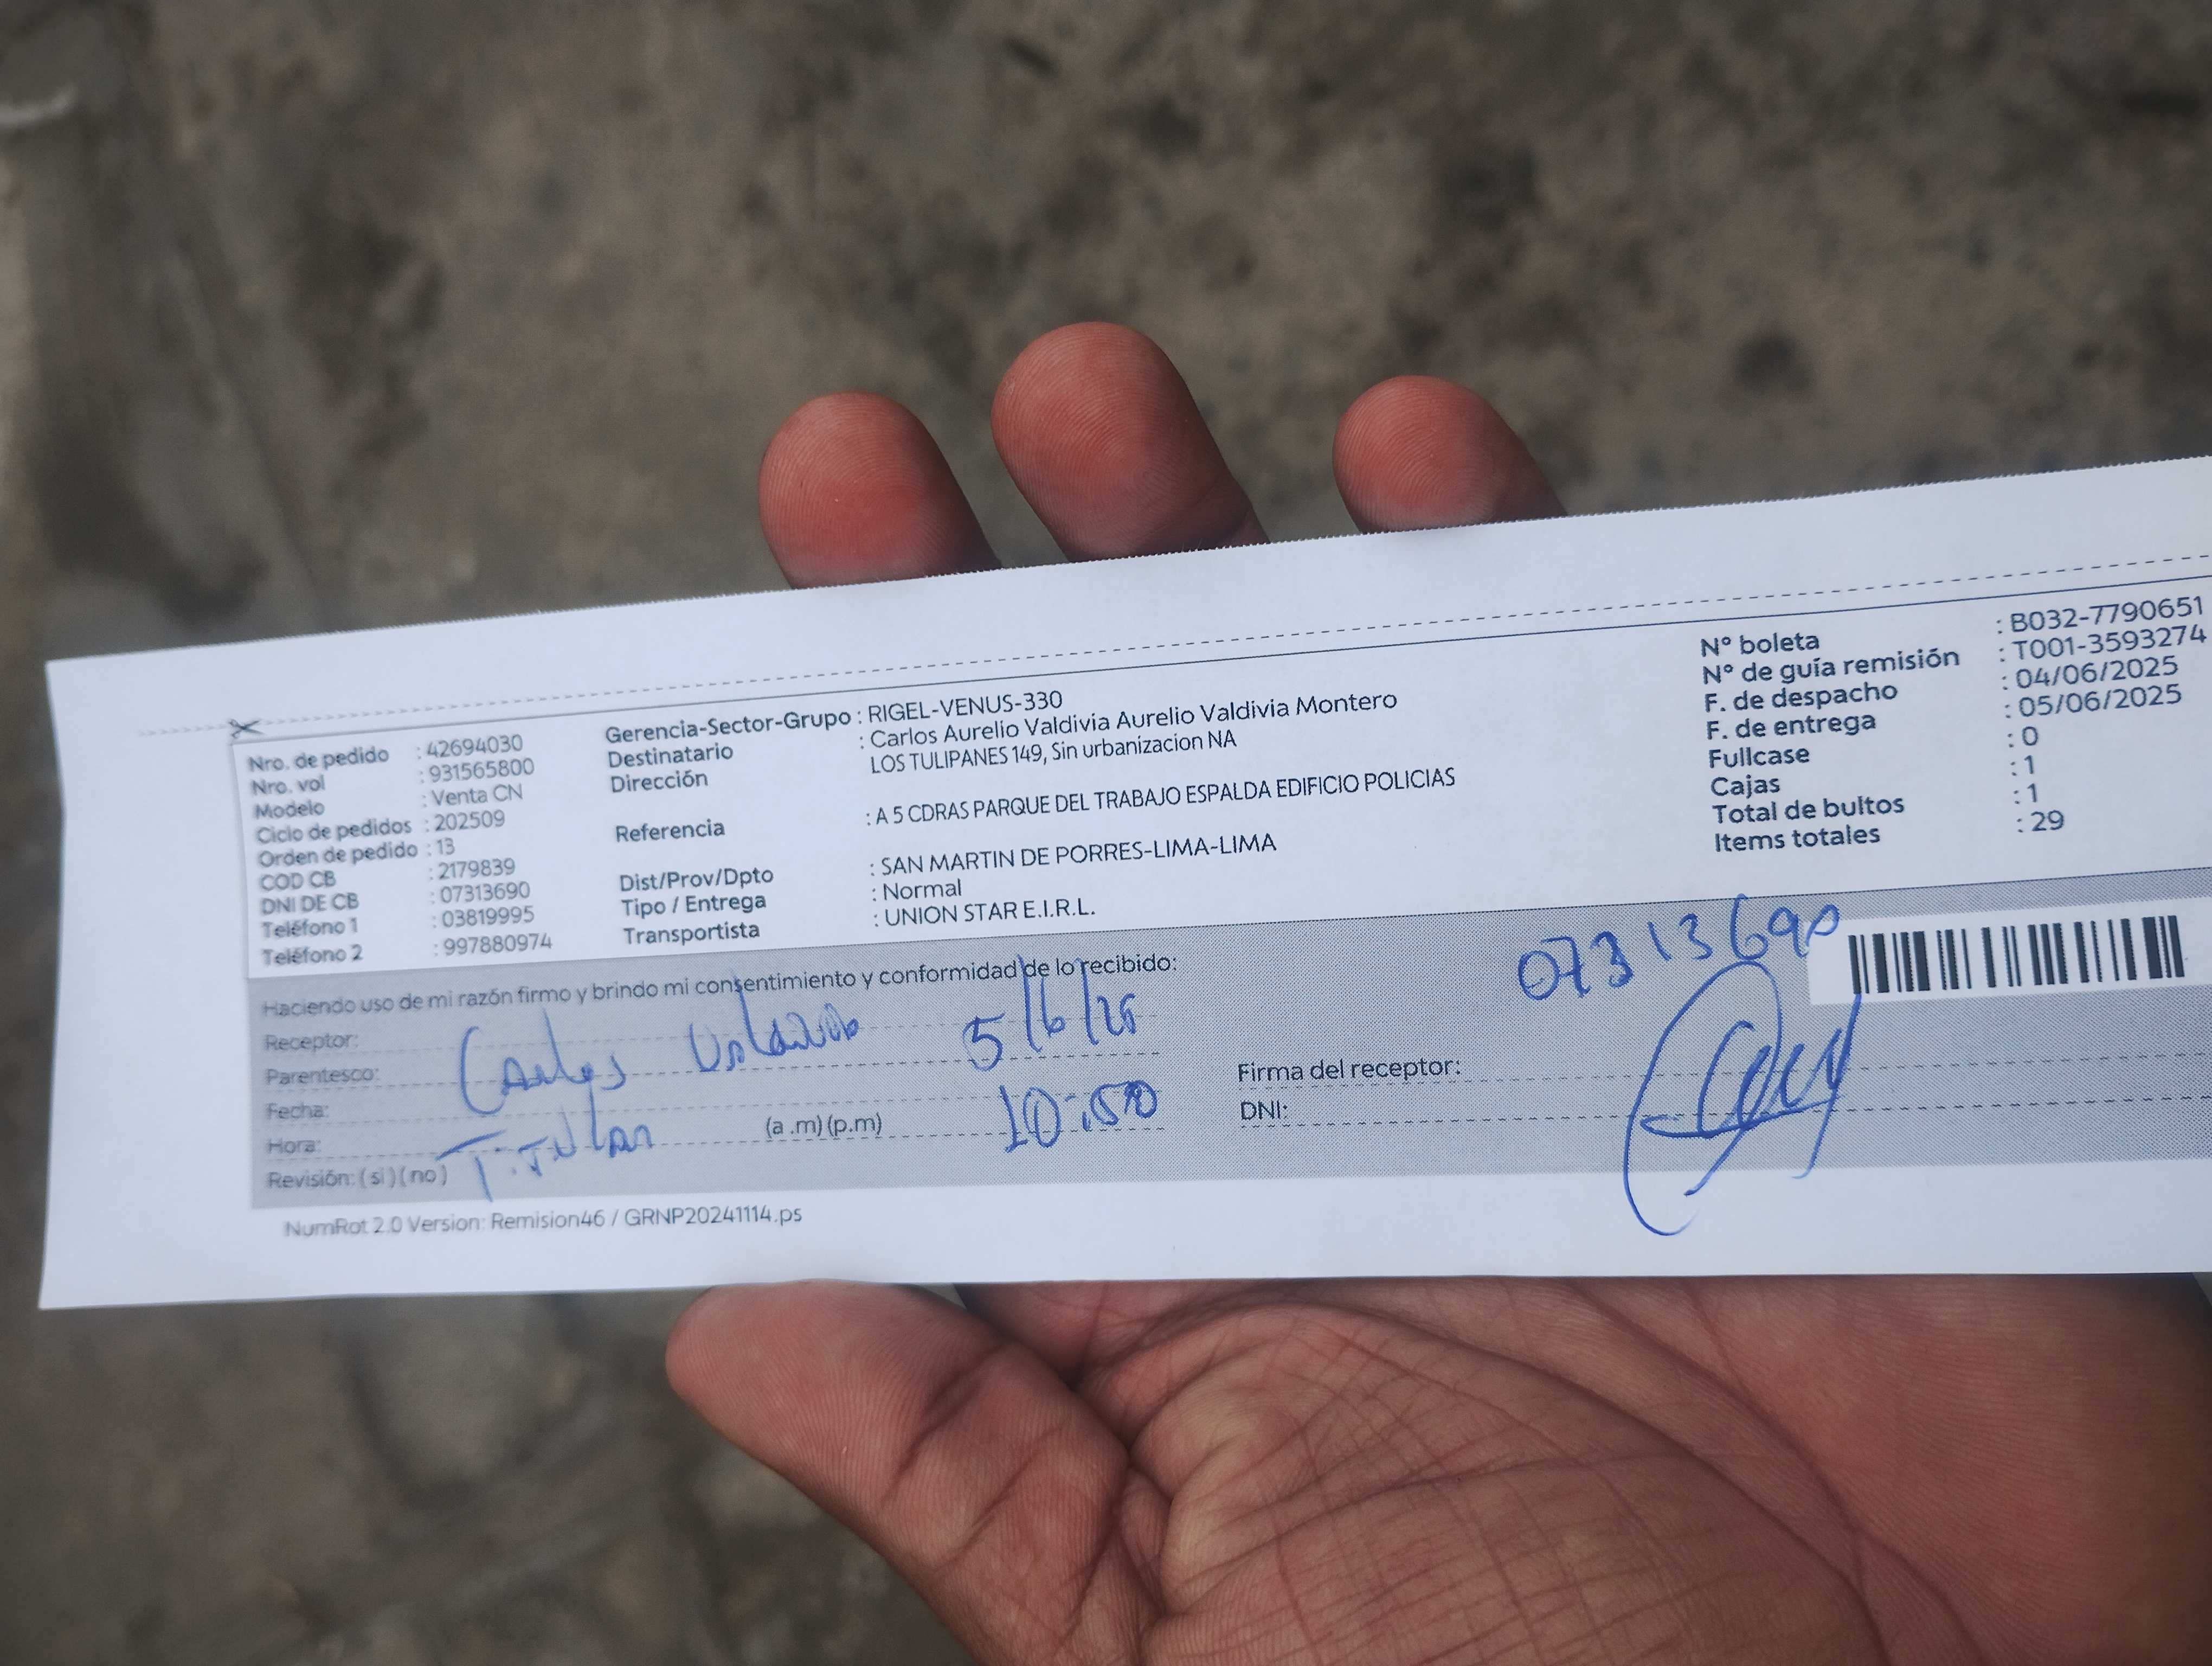 Nro. de pedido : 42694030
Nro. vol : 931565800
Modelo : Venta CN
Ciclo de pedidos : 202509
Orden de pedido : 13
COD CB : 2179839
DNI DE CB : 07313690
Teléfono 1 : 03819995
Teléfono 2 : 997880974
Gerencia-Sector-Grupo : RIGEL-VENUS-330
Destinatario : Carlos Aurelio Valdivia Aurelio Valdivia Montero
Dirección LOS TULIPANES 149, Sin urbanizacion NA
Referencia : A 5 CDRAS PARQUE DEL TRABAJO ESPALDA EDIFICIO POLICIAS
Dist/Prov/Dpto : SAN MARTIN DE PORRES-LIMA-LIMA
Tipo / Entrega : Normal
Transportista : UNION STAR E.I.R.L.
N° boleta : B032-7790651
N° de guía remisión : T001-3593274
F. de despacho : 04/06/2025
F. de entrega : 05/06/2025
Fullcase : 0
Cajas : 1
Total de bultos : 1
Items totales : 29
Haciendo uso de mi razón firmo y brindo mi consentimiento y conformidad de lo recibido:
07313690
Receptor:
Parentesco: Carlos 5/6/25
Fecha:
Hora: Titular (a .m) (p.m) 10:50
Revisión: ( si ) ( no )
Firma del receptor:
DNI:
NumRot 2.0 Version: Remision46 / GRNP20241114.ps